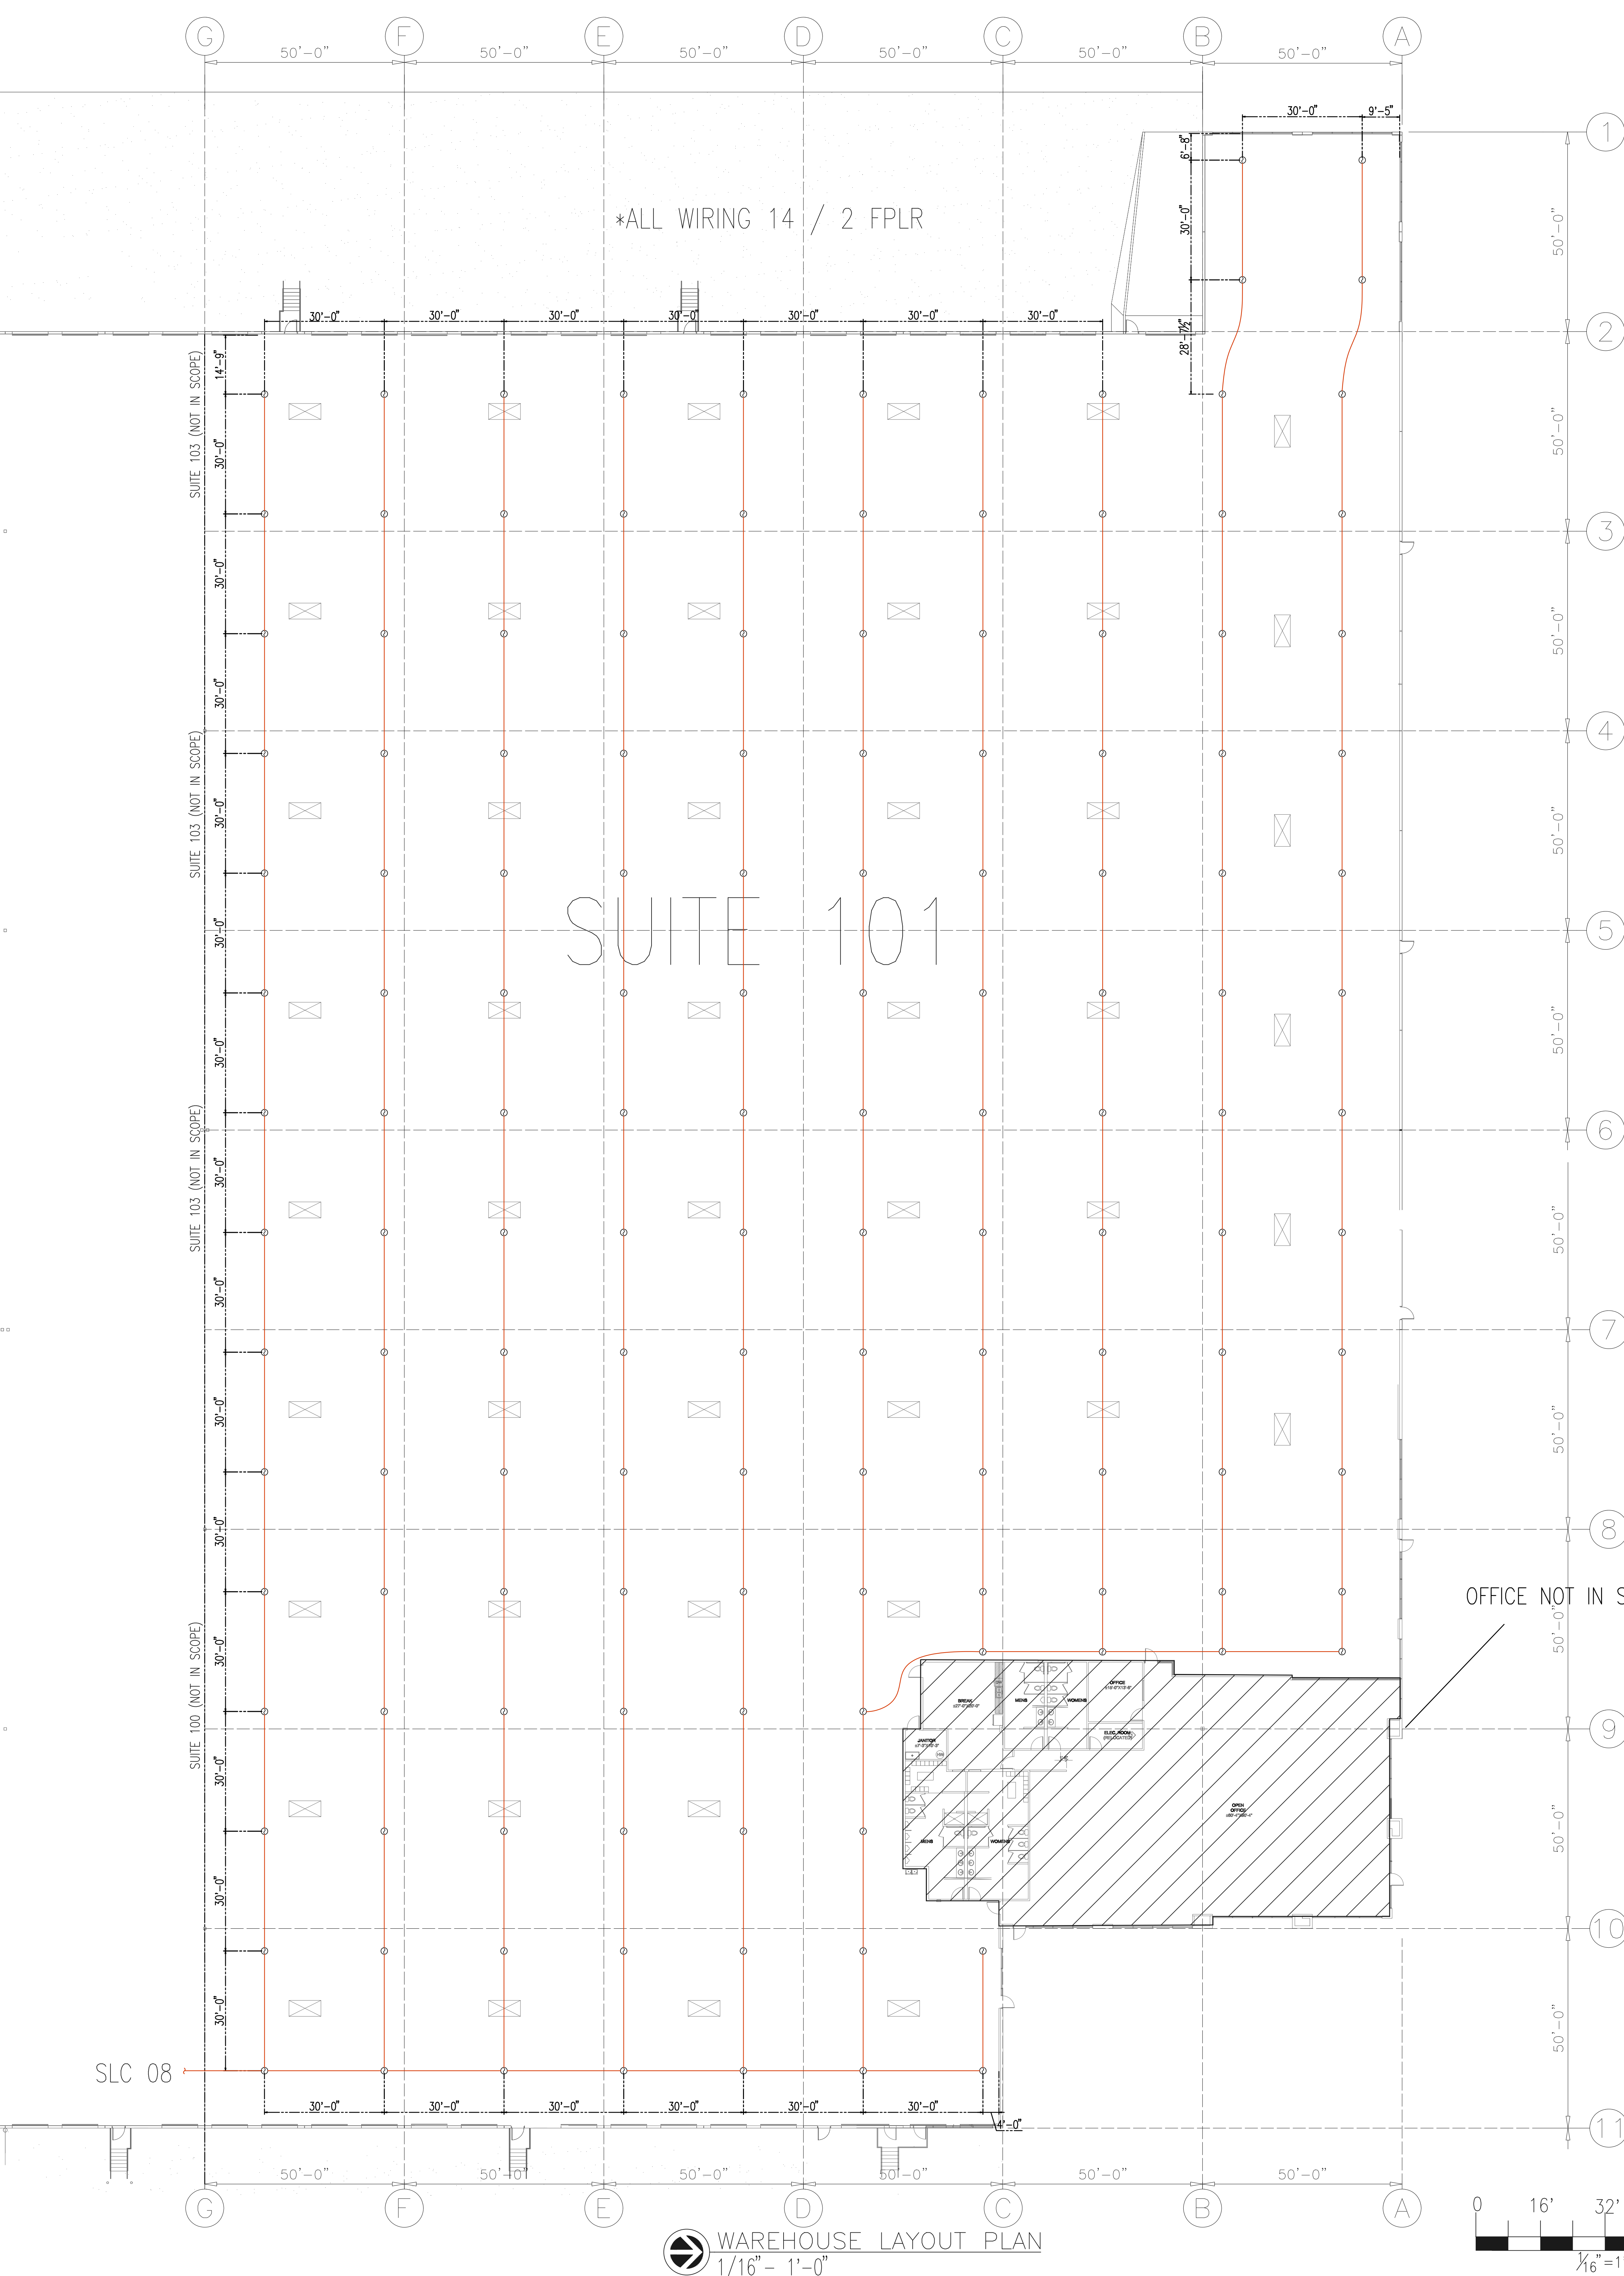 G F E D C B A
50'-0" 50'-0" 50'-0" 50'-0" 50'-0" 50'-0"
30'-0" 9'-5"
1
6'-8"
*ALL WIRING 14 / 2 FPLR
30'-0"
50'-0"
30'-0" 30'-0" 30'-0" 30'-0" 30'-0" 30'-0" 30'-0"
28'-7½"
2
14'-9"
SUITE 103 (NOT IN SCOPE)
30'-0"
50'-0"
3
30'-0"
50'-0"
30'-0"
4
SUITE 103 (NOT IN SCOPE)
30'-0"
50'-0"
SUITE 101
30'-0"
5
30'-0"
50'-0"
6
SUITE 103 (NOT IN SCOPE)
30'-0"
50'-0"
30'-0"
7
30'-0"
50'-0"
30'-0"
8
OFFICE NOT IN S
SUITE 100 (NOT IN SCOPE)
30'-0"
50'-0"
BREAK
MENS
WOMENS
OFFICE
ELEC. ROOM
(RELOCATED)
9
JANITOR
30'-0"
OPEN
OFFICE
50'-0"
MENS
WOMENS
30'-0"
10
30'-0"
50'-0"
SLC 08
30'-0" 30'-0" 30'-0" 30'-0" 30'-0" 30'-0"
4'-0"
11
50'-0" 50'-0" 50'-0" 50'-0" 50'-0" 50'-0"
G F E D C B A
0 16' 32'
WAREHOUSE LAYOUT PLAN
1/16"- 1'-0"
1/16"=1